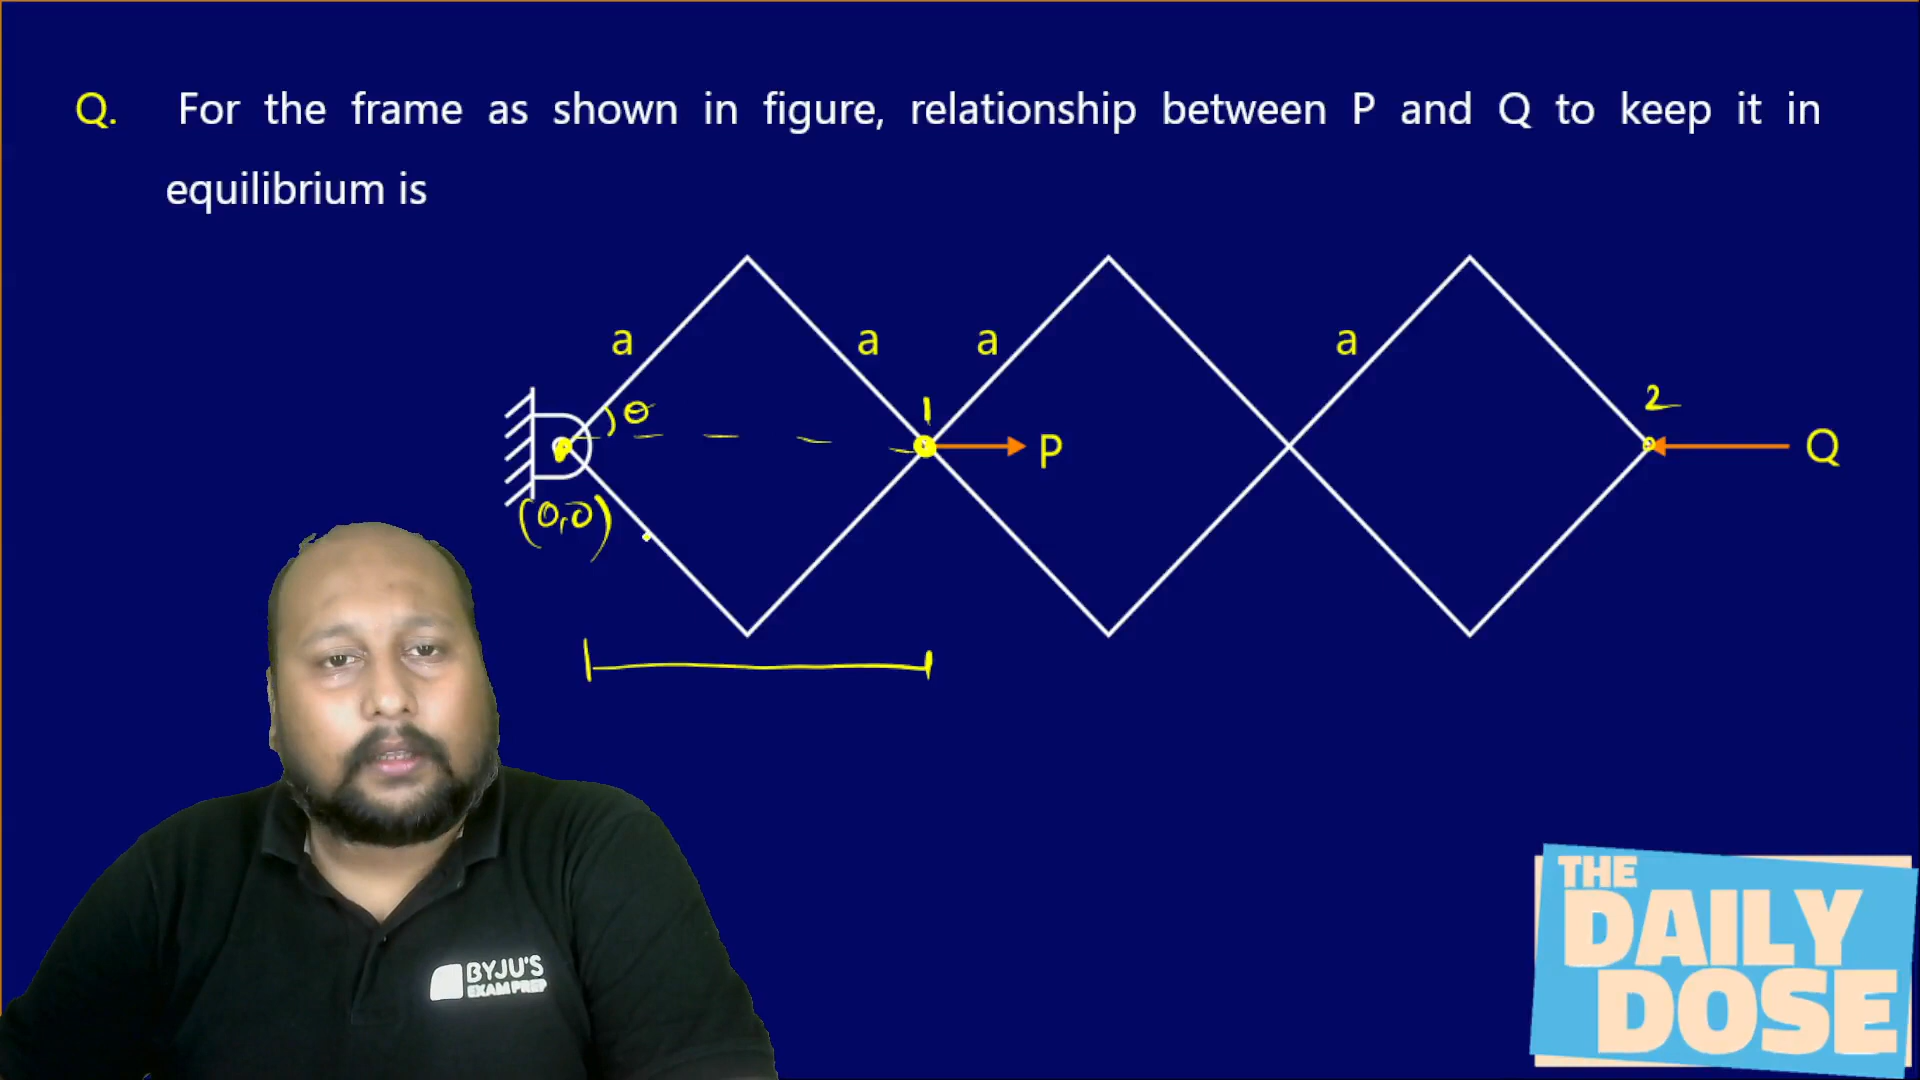 Q. For the frame as shown in figure, relationship between P and Q to keep it in
equilibrium is
a
a
a
a
θ
1
2
P
Q
(0,0)
BYJU'S
EXAM PREP
THE
DAILY
DOSE